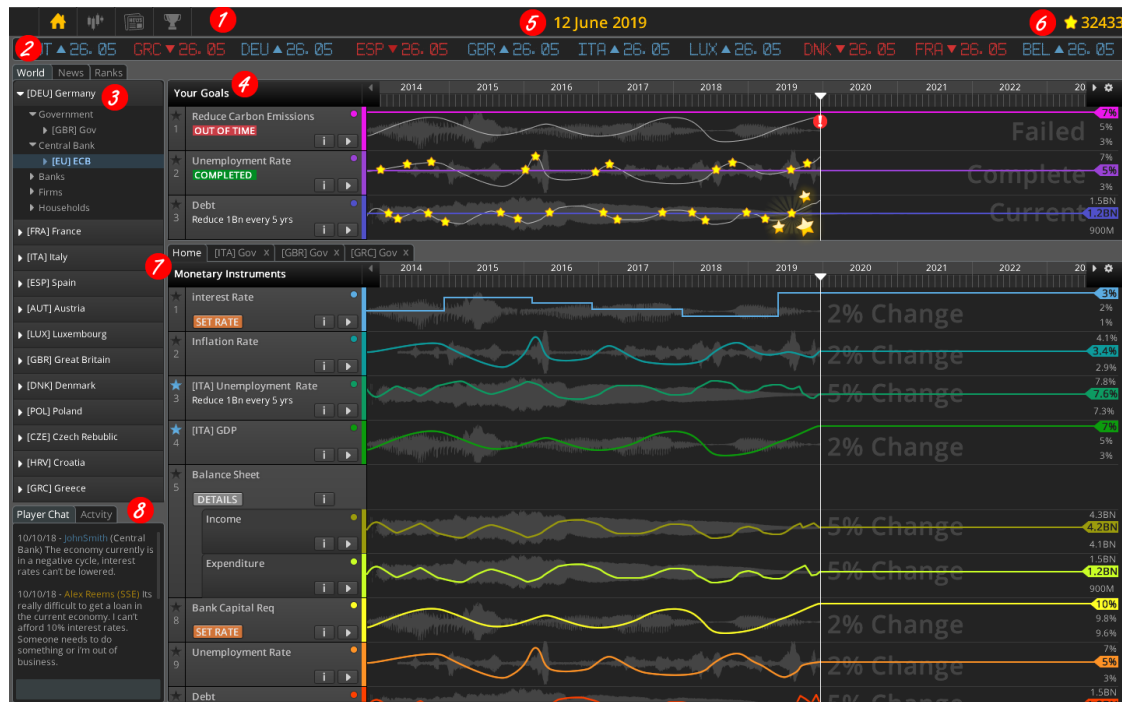 1
5 12 June 2019
6 32433
2 UT ▲ 26. 05 GRC ▼ 26. 05 DEU ▲ 26. 05 ESP ▼ 26. 05 GBR ▲ 26. 05 ITA ▲ 26. 05 LUX ▲ 26. 05 DNK ▼ 26. 05 FRA ▼ 26. 05 BEL ▲ 26. 05
World News Ranks
[DEU] Germany 3
Government
[GBR] Gov
Central Bank
[EU] ECB
Banks
Firms
Households
[FRA] France
[ITA] Italy
[ESP] Spain
[AUT] Austria
[LUX] Luxembourg
[GBR] Great Britain
[DNK] Denmark
[POL] Poland
[CZE] Czech Rebublic
[HRV] Croatia
[GRC] Greece
Player Chat Actvity 8
10/10/18 - JohnSmith (Central
Bank) The economy currently is
in a negative cycle, interest
rates can't be lowered.
10/10/18 - Alex Reems (SSE) Its
really difficult to get a loan in
the current economy. I can't
afford 10% interest rates.
Someone needs to do
something or i'm out of
business.
Your Goals 4
2014 2015 2016 2017 2018 2019 2020 2021 2022 20
1 Reduce Carbon Emissions
OUT OF TIME
i
!
Failed
7%
5%
3%
2 Unemployment Rate
COMPLETED
i
Complete
7%
5%
3%
3 Debt
Reduce 1Bn every 5 yrs
i
Current
1.5BN
1.2BN
900M
7
Home [ITA] Gov x [GBR] Gov x [GRC] Gov x
Monetary Instruments
2014 2015 2016 2017 2018 2019 2020 2021 2022 20
1 interest Rate
SET RATE
i
2% Change
3%
2%
1%
2 Inflation Rate
i
2% Change
4.1%
3.4%
2.9%
3 [ITA] Unemployment Rate
Reduce 1Bn every 5 yrs
i
5% Change
7.8%
7.6%
7.3%
4 [ITA] GDP
i
2% Change
7%
5%
3%
5 Balance Sheet
DETAILS
i
Income
i
5% Change
4.3BN
4.2BN
4.1BN
Expenditure
i
5% Change
1.5BN
1.2BN
900M
8 Bank Capital Req
SET RATE
i
2% Change
10%
9.8%
9.6%
9 Unemployment Rate
i
2% Change
7%
5%
3%
Debt
5% Change
1.5BN